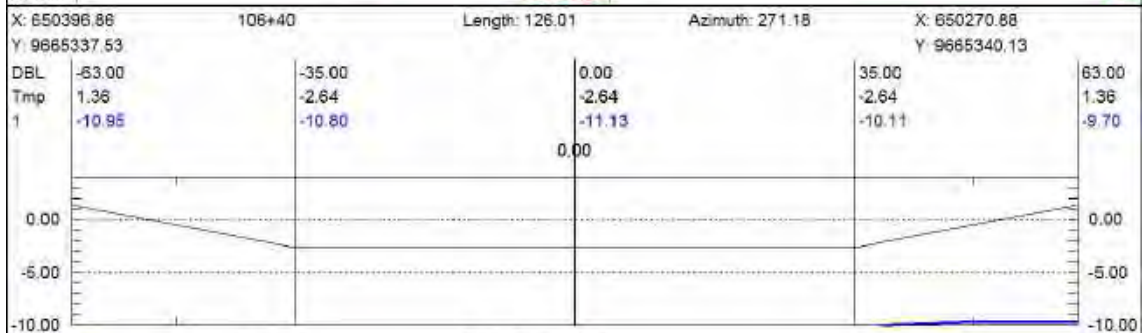 X: 650396.86 106+40 Length: 126.01 Azimuth: 271.18 X: 650270.88
Y: 9665337.53 Y: 9665340.13
DBL -63.00 -35.00 0.00 35.00 63.00
Tmp 1.36 -2.64 -2.64 -2.64 1.36
1 -10.95 -10.80 -11.13 -10.11 -9.70
0.00
0.00 0.00
-5.00 -5.00
-10.00 -10.00